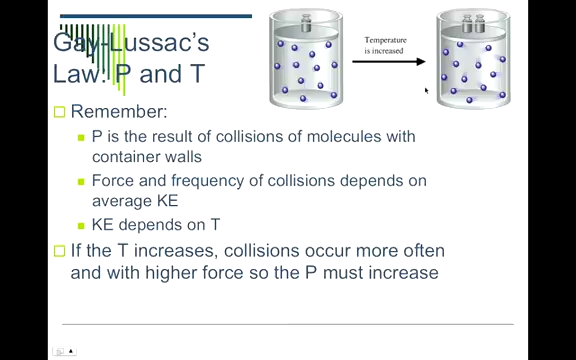 Gay-Lussac's
Law: P and T
Temperature
is increased
Remember:
P is the result of collisions of molecules with
container walls
Force and frequency of collisions depends on
average KE
KE depends on T
If the T increases, collisions occur more often
and with higher force so the P must increase